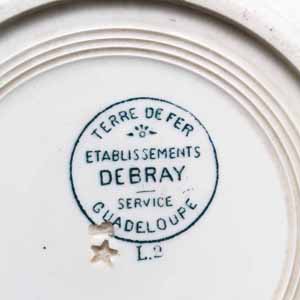 TERRE DE FER
ETABLISSEMENTS
DEBRAY
SERVICE
GUADELOUPE
L.2